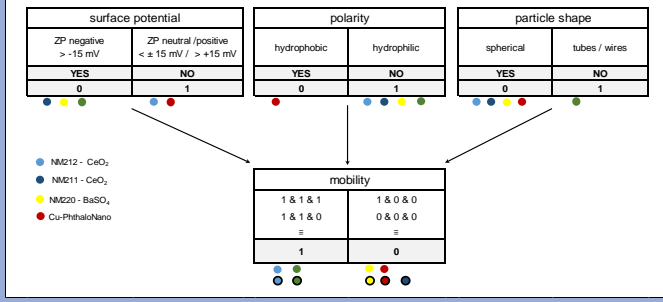 surface potential
ZP negative
> -15 mV
ZP neutral /positive
< ± 15 mV / > +15 mV
YES NO
0 1
polarity
hydrophobic hydrophilic
YES NO
0 1
particle shape
spherical tubes / wires
YES NO
0 1
NM212 - CeO₂
NM211 - CeO₂
NM220 - BaSO₄
Cu-PhthaloNano
mobility
1 & 1 & 1 1 & 0 & 0
1 & 1 & 0 0 & 0 & 0
= =
1 0